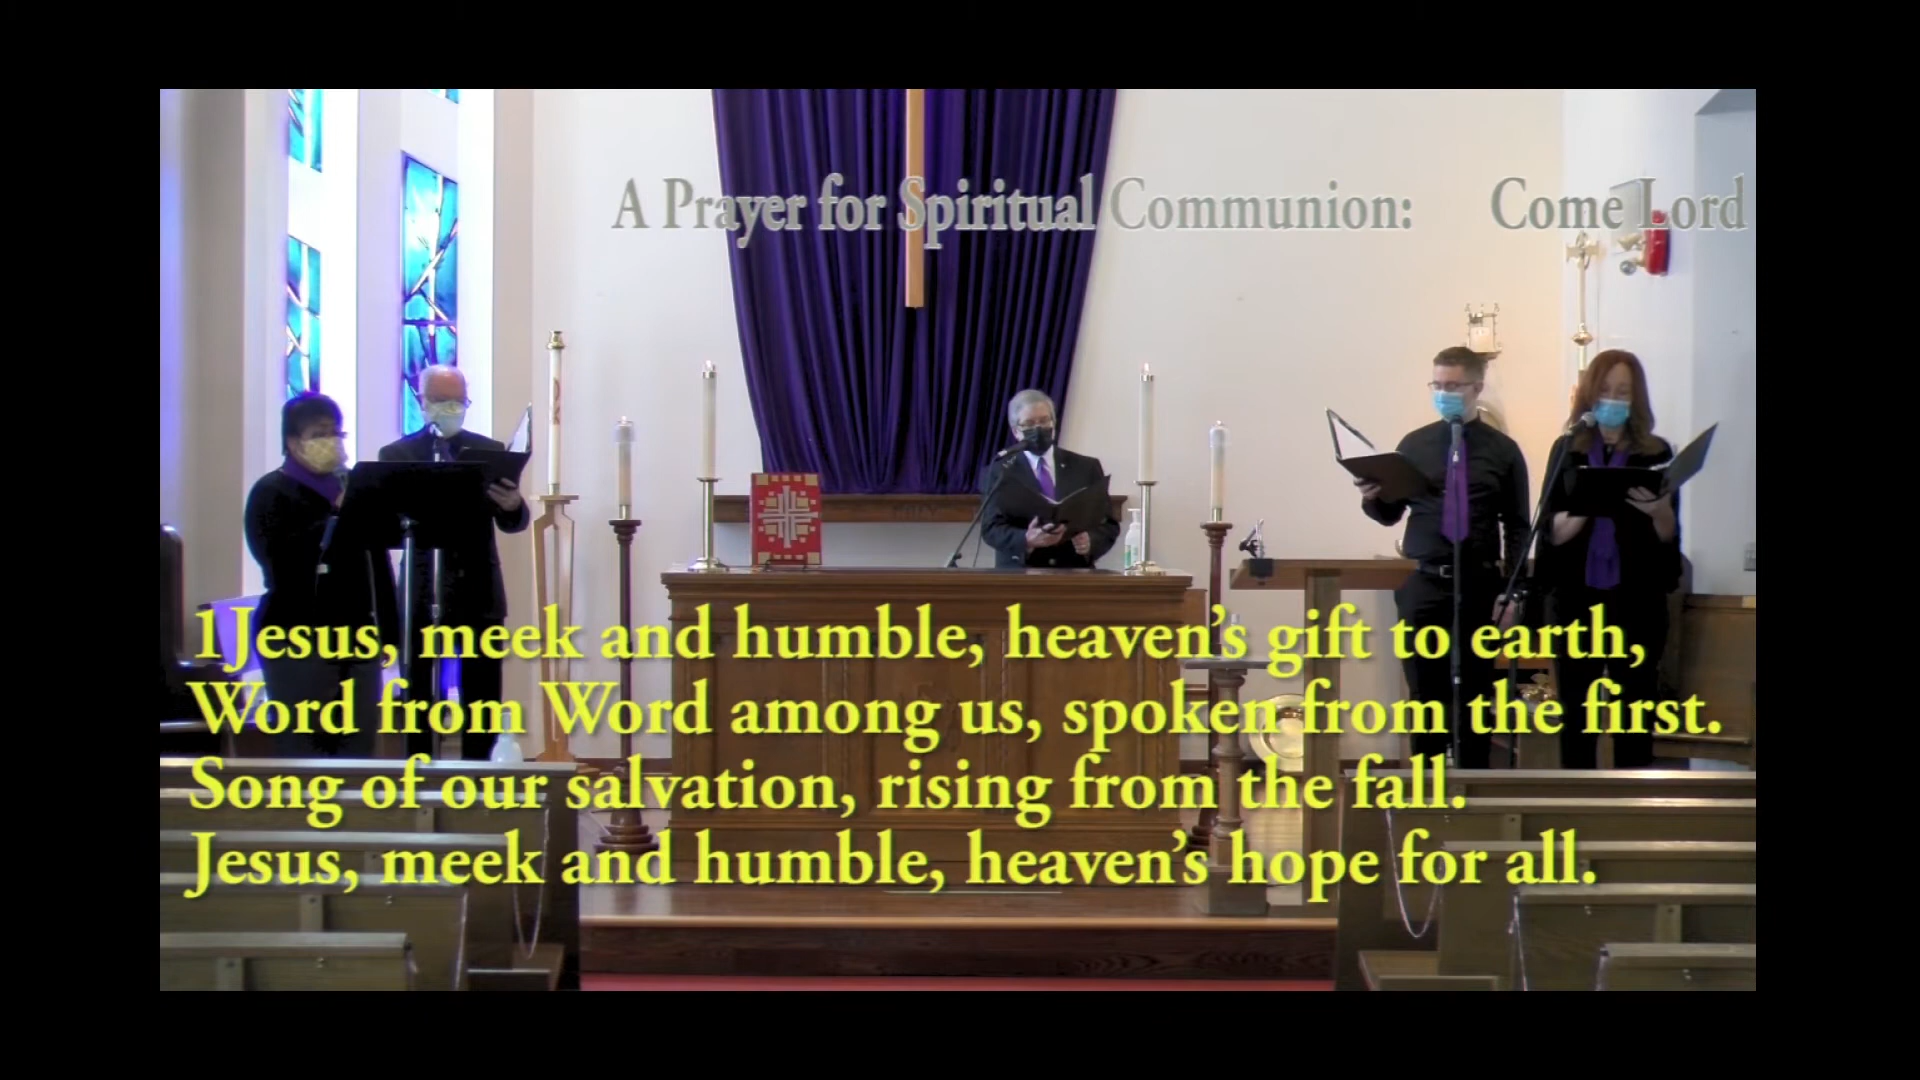 A Prayer for Spiritual Communion: Come Lord
1Jesus, meek and humble, heaven's gift to earth,
Word from Word among us, spoken from the first.
Song of our salvation, rising from the fall.
Jesus, meek and humble, heaven's hope for all.